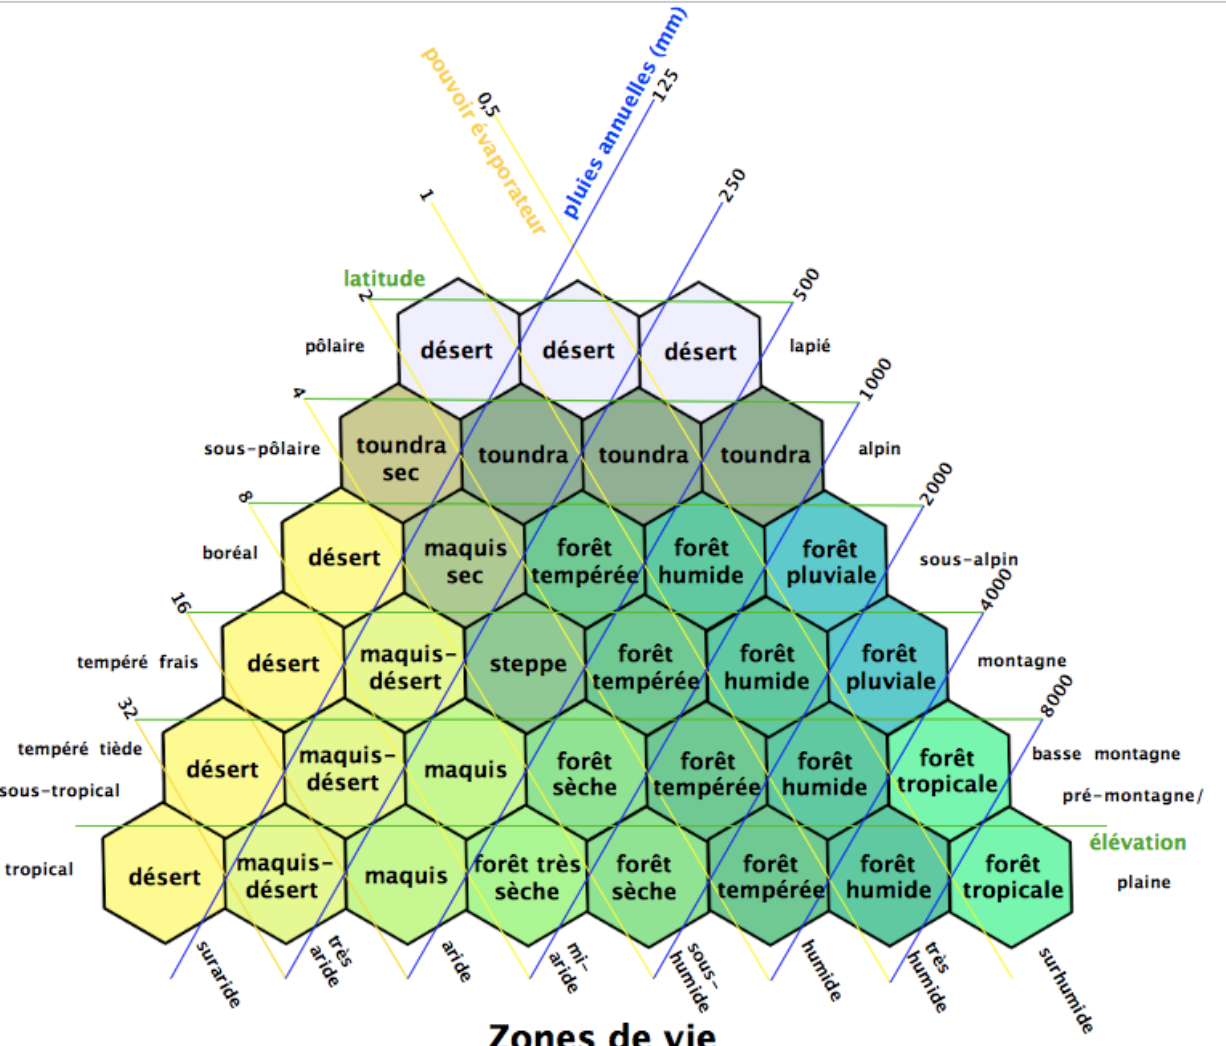 pouvoir évaporateur
pluies annuelles (mm)
0,5
125
1
250
latitude
2
500
pôlaire
désert
désert
désert
lapié
4
1000
sous-pôlaire
toundra
sec
toundra
toundra
toundra
alpin
8
2000
boréal
désert
maquis
sec
forêt
tempérée
forêt
humide
forêt
pluviale
sous-alpin
16
4000
tempéré frais
désert
maquis-
désert
steppe
forêt
tempérée
forêt
humide
forêt
pluviale
montagne
32
8000
tempéré tiède
sous-tropical
désert
maquis-
désert
maquis
forêt
sèche
forêt
tempérée
forêt
humide
forêt
tropicale
basse montagne
pré-montagne/
élévation
tropical
désert
maquis-
désert
maquis
forêt très
sèche
forêt
sèche
forêt
tempérée
forêt
humide
forêt
tropicale
plaine
suraride
très
aride
aride
mi-
aride
sous-
humide
humide
très
humide
surhumide
Zones de vie